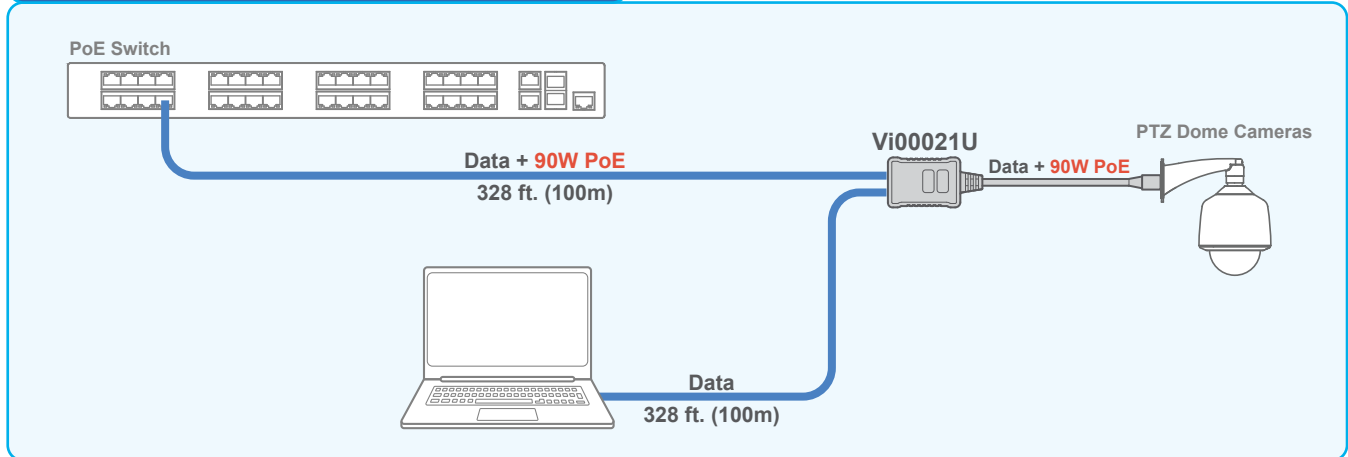 PoE Switch
PTZ Dome Cameras
Vi00021U
Data + 90W PoE
328 ft. (100m)
Data + 90W PoE
Data
328 ft. (100m)